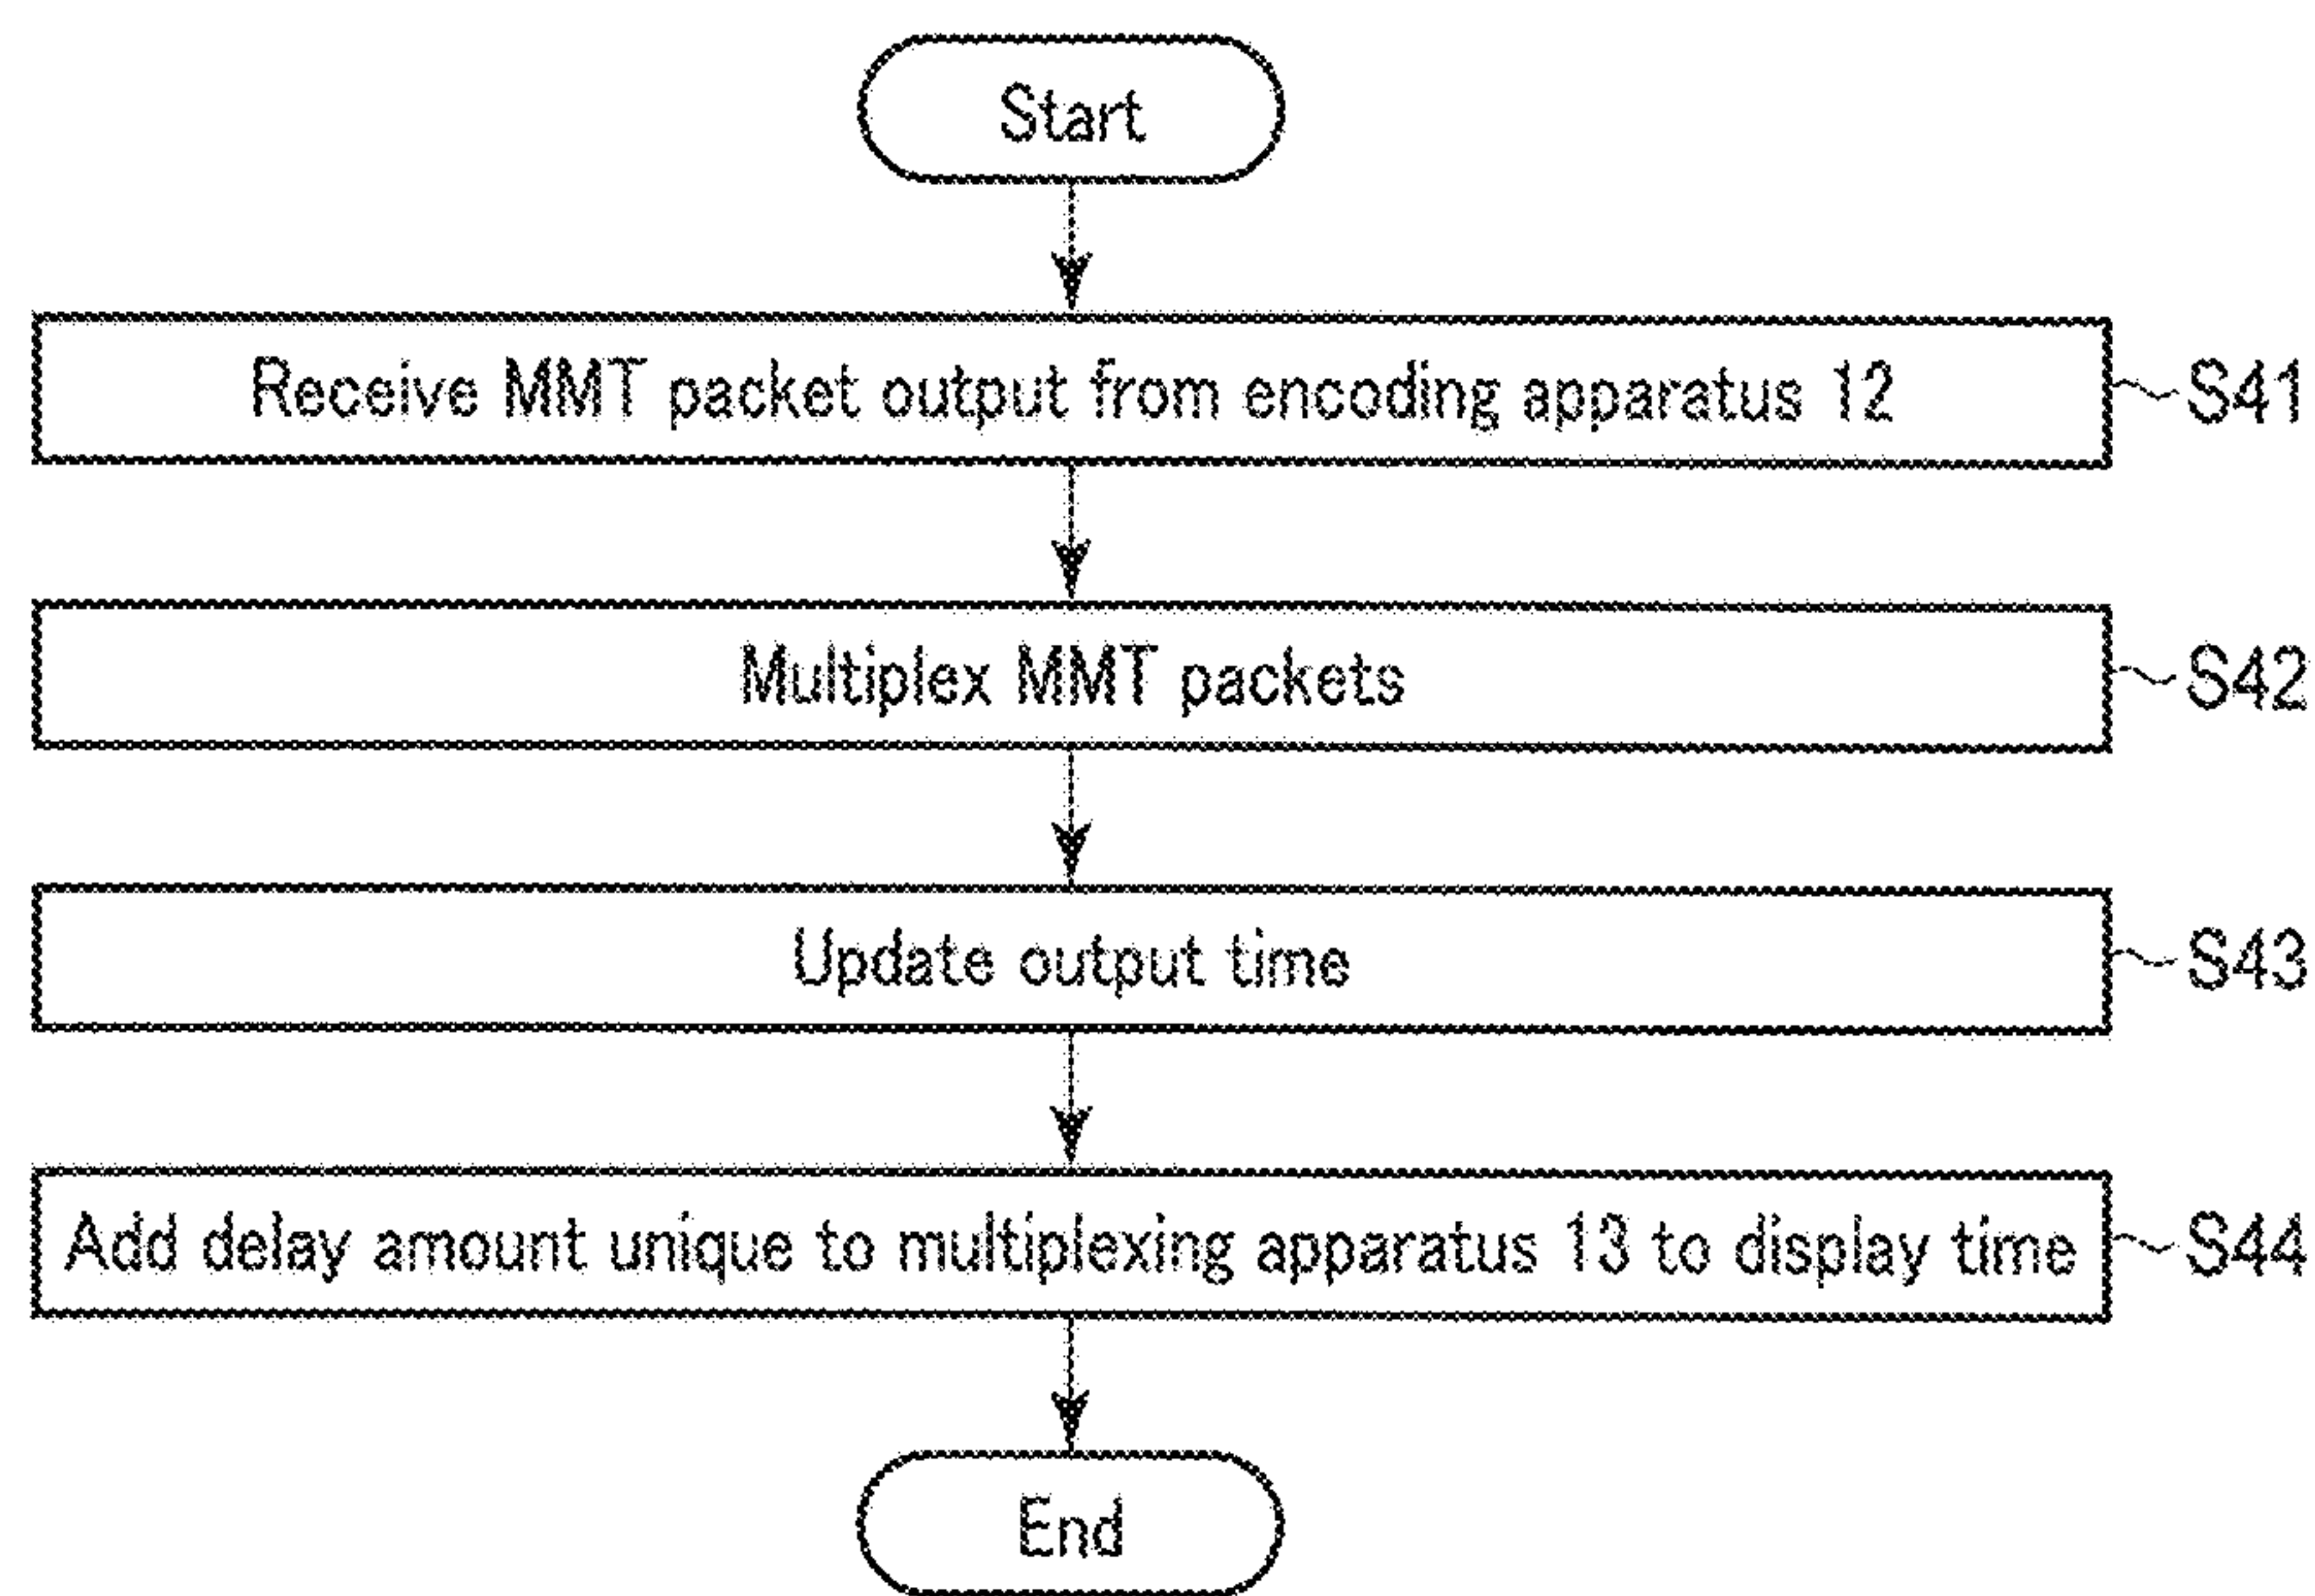 Start
Receive MMT packet output from encoding apparatus 12
S41
Multiplex MMT packets
S42
Update output time
S43
Add delay amount unique to multiplexing apparatus 13 to display time
S44
End